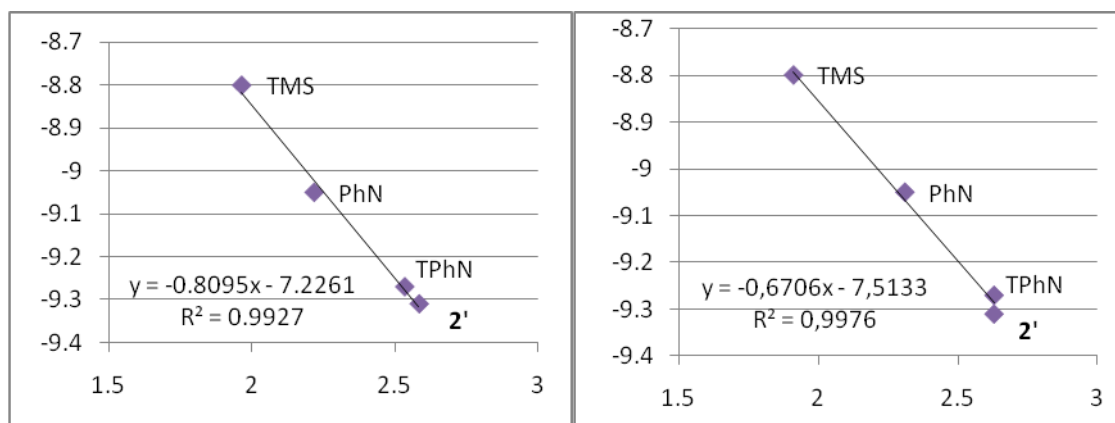 -8.7
-8.8
-8.9
-9
-9.1
-9.2
-9.3
-9.4
TMS
PhN
TPhN
y = -0.8095x - 7.2261
R² = 0.9927
2'
1.5 2 2.5 3
-8.7
-8.8
-8.9
-9
-9.1
-9.2
-9.3
-9.4
TMS
PhN
TPhN
y = -0,6706x - 7,5133
R² = 0,9976
2'
1.5 2 2.5 3